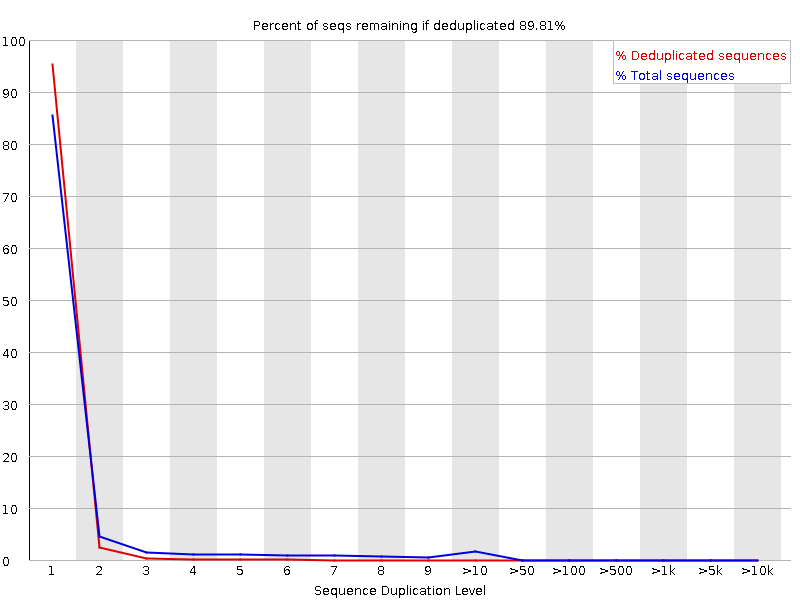 Percent of seqs remaining if deduplicated 89.81%
% Deduplicated sequences
% Total sequences
100
90
80
70
60
50
40
30
20
10
0
1 2 3 4 5 6 7 8 9 >10 >50 >100 >500 >1k >5k >10k
Sequence Duplication Level